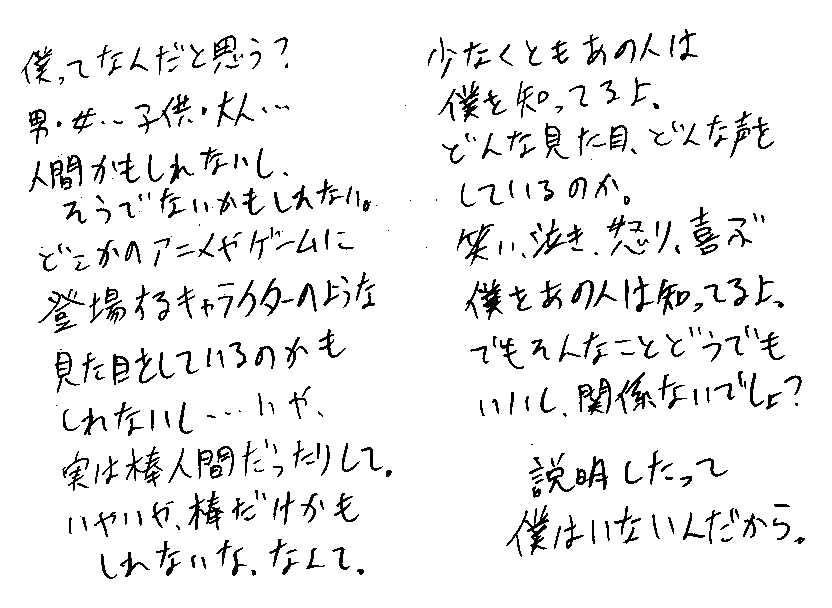 僕ってなんだと思う?
男・女…子供・大人…
人間かもしれないし、
そうでないかもしれない。
どこかのアニメやゲームに
登場するキャラクターのような
見た目をしているのかも
しれないし……いや、
実は棒人間だったりして。
いやいや、棒だけかも
しれないな、なんて。
少なくともあの人は
僕を知ってるよ。
どんな見た目、どんな声を
しているのか。
笑い、泣き、怒り、喜ぶ
僕をあの人は知ってるよ。
でもそんなことどうでも
いいし、関係ないでしょ?
説明したって
僕はいないんだから。